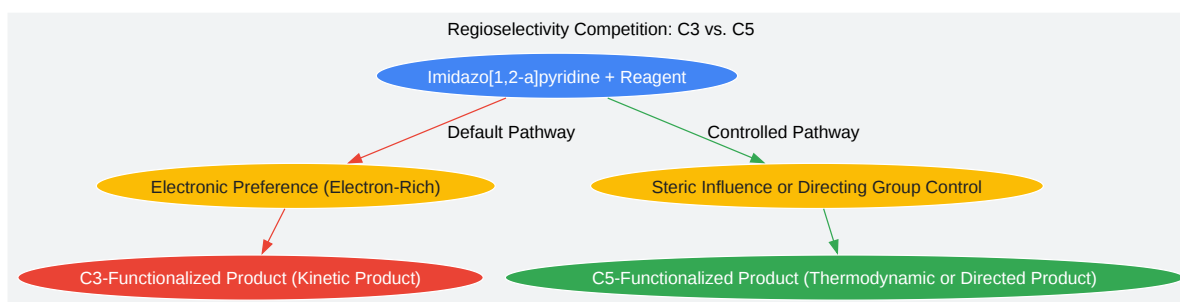 Regioselectivity Competition: C3 vs. C5
Imidazo[1,2-a]pyridine + Reagent
Default Pathway
Controlled Pathway
Electronic Preference (Electron-Rich)
Steric Influence or Directing Group Control
C3-Functionalized Product (Kinetic Product)
C5-Functionalized Product (Thermodynamic or Directed Product)